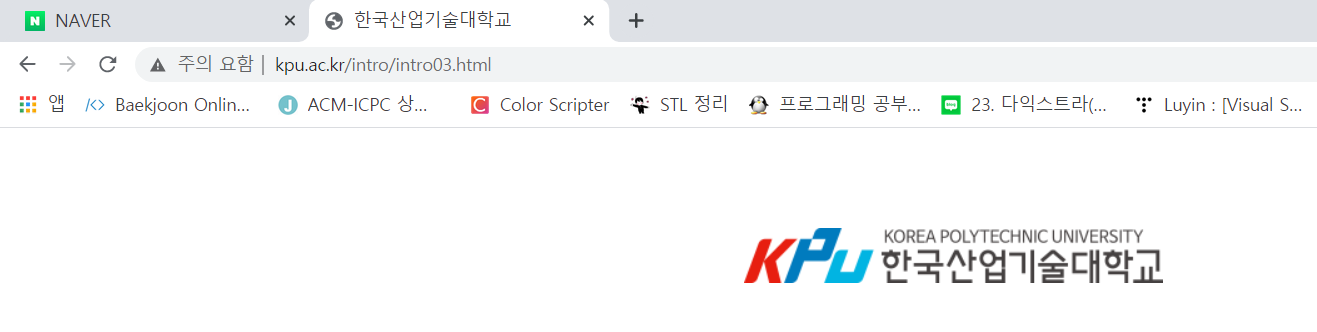 NAVER
한국산업기술대학교
주의 요함 | kpu.ac.kr/intro/intro03.html
앱 Baekjoon Onlin... ACM-ICPC 상... Color Scripter STL 정리 프로그래밍 공부... 23. 다익스트라(... Luyin : [Visual S...
KPU
KOREA POLYTECHNIC UNIVERSITY
한국산업기술대학교